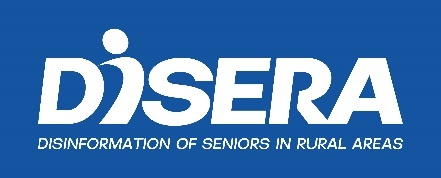 DiSERA
DISINFORMATION OF SENIORS IN RURAL AREAS